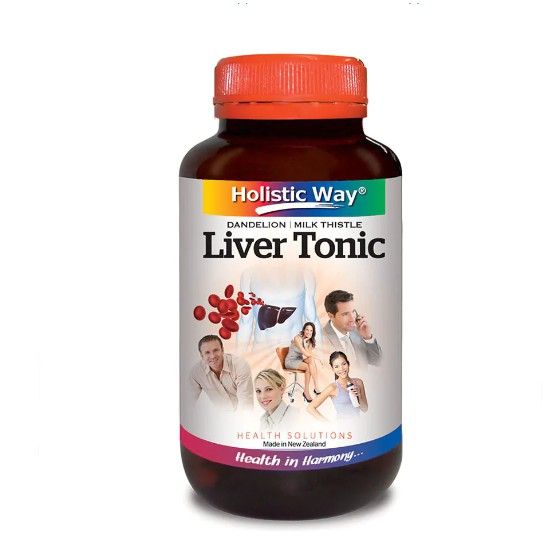 Holistic Way®
DANDELION | MILK THISTLE
Liver Tonic
HEALTH SOLUTIONS
Made in New Zealand
Health in Harmony...